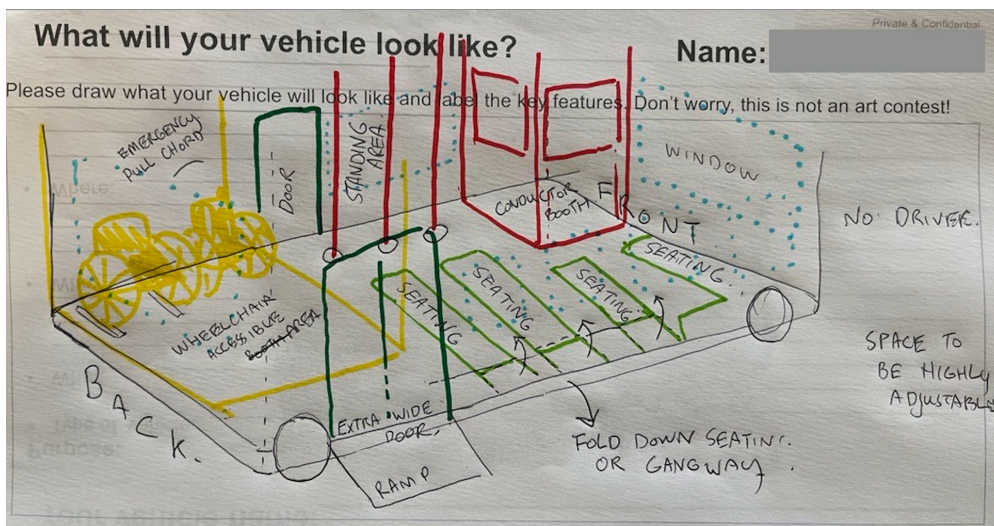 Private & Confidential
What will your vehicle look like?
Name:
Please draw what your vehicle will look like and label the key features. Don't worry, this is not an art contest!
EMERGENCY
PULL CHORD
DOOR
STANDING
AREA
CONDUCTOR
BOOTH
FRONT
WINDOW
NO DRIVER.
SEATING.
SEATING
SEATING
SEATING
WHEELCHAIR
ACCESSIBLE
BOOTH AREA
SPACE TO
BE HIGHLY
ADJUSTABLE
BACK.
EXTRA WIDE
DOOR,
RAMP
FOLD DOWN SEATING.
OR GANGWAY.